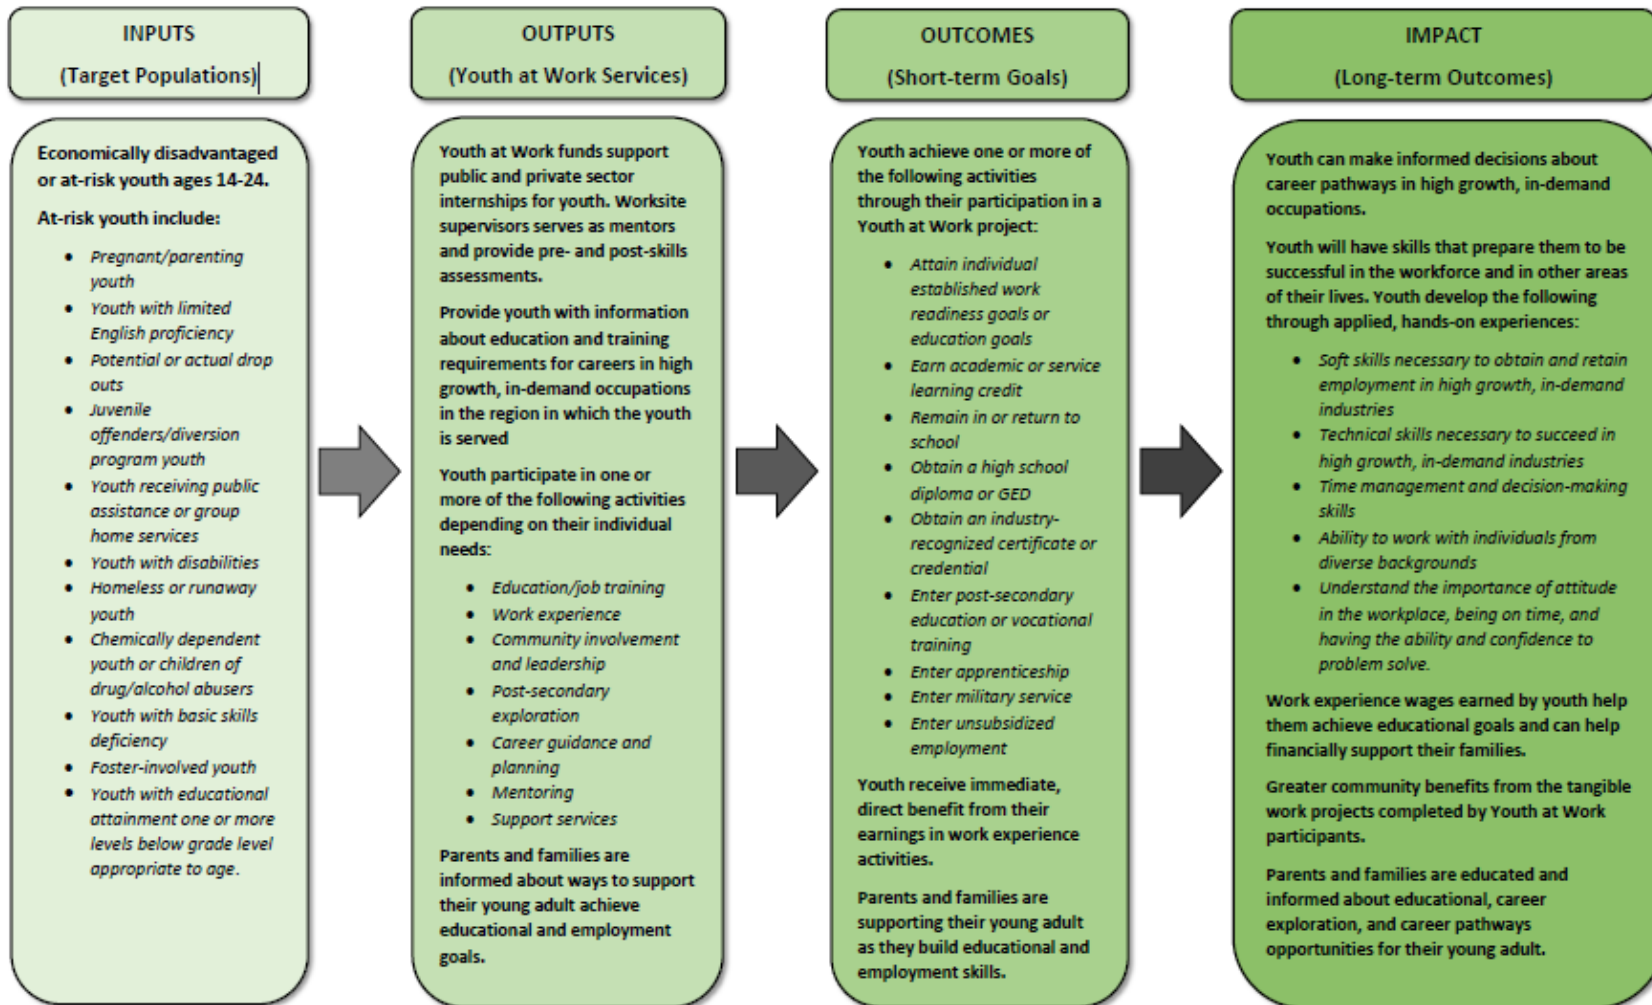 INPUTS
(Target Populations)
Economically disadvantaged
or at-risk youth ages 14-24.
At-risk youth include:
• Pregnant/parenting
youth
• Youth with limited
English proficiency
• Potential or actual drop
outs
• Juvenile
offenders/diversion
program youth
• Youth receiving public
assistance or group
home services
• Youth with disabilities
• Homeless or runaway
youth
• Chemically dependent
youth or children of
drug/alcohol abusers
• Youth with basic skills
deficiency
• Foster-involved youth
• Youth with educational
attainment one or more
levels below grade level
appropriate to age.
OUTPUTS
(Youth at Work Services)
Youth at Work funds support
public and private sector
internships for youth. Worksite
supervisors serves as mentors
and provide pre- and post-skills
assessments.
Provide youth with information
about education and training
requirements for careers in high
growth, in-demand occupations
in the region in which the youth
is served
Youth participate in one or
more of the following activities
depending on their individual
needs:
• Education/job training
• Work experience
• Community involvement
and leadership
• Post-secondary
exploration
• Career guidance and
planning
• Mentoring
• Support services
Parents and families are
informed about ways to support
their young adult achieve
educational and employment
goals.
OUTCOMES
(Short-term Goals)
Youth achieve one or more of
the following activities
through their participation in a
Youth at Work project:
• Attain individual
established work
readiness goals or
education goals
• Earn academic or service
learning credit
• Remain in or return to
school
• Obtain a high school
diploma or GED
• Obtain an industry-
recognized certificate or
credential
• Enter post-secondary
education or vocational
training
• Enter apprenticeship
• Enter military service
• Enter unsubsidized
employment
Youth receive immediate,
direct benefit from their
earnings in work experience
activities.
Parents and families are
supporting their young adult
as they build educational and
employment skills.
IMPACT
(Long-term Outcomes)
Youth can make informed decisions about
career pathways in high growth, in-demand
occupations.
Youth will have skills that prepare them to be
successful in the workforce and in other areas
of their lives. Youth develop the following
through applied, hands-on experiences:
• Soft skills necessary to obtain and retain
employment in high growth, in-demand
industries
• Technical skills necessary to succeed in
high growth, in-demand industries
• Time management and decision-making
skills
• Ability to work with individuals from
diverse backgrounds
• Understand the importance of attitude
in the workplace, being on time, and
having the ability and confidence to
problem solve.
Work experience wages earned by youth help
them achieve educational goals and can help
financially support their families.
Greater community benefits from the tangible
work projects completed by Youth at Work
participants.
Parents and families are educated and
informed about educational, career
exploration, and career pathways
opportunities for their young adult.